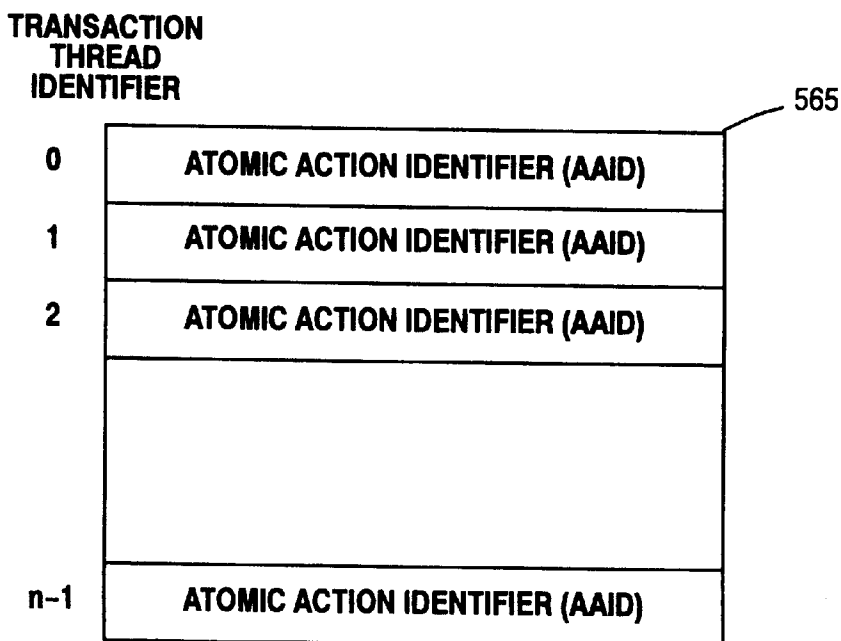 TRANSACTION
THREAD
IDENTIFIER
565
0 ATOMIC ACTION IDENTIFIER (AAID)
1 ATOMIC ACTION IDENTIFIER (AAID)
2 ATOMIC ACTION IDENTIFIER (AAID)
n-1 ATOMIC ACTION IDENTIFIER (AAID)